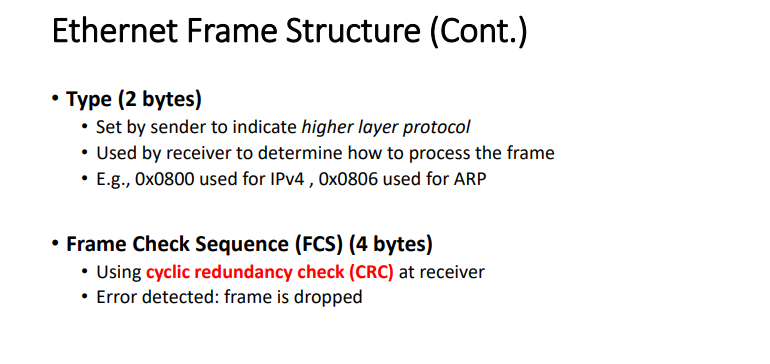 Ethernet Frame Structure (Cont.)
• Type (2 bytes)
• Set by sender to indicate higher layer protocol
• Used by receiver to determine how to process the frame
• E.g., 0x0800 used for IPv4 , 0x0806 used for ARP
• Frame Check Sequence (FCS) (4 bytes)
• Using cyclic redundancy check (CRC) at receiver
• Error detected: frame is dropped